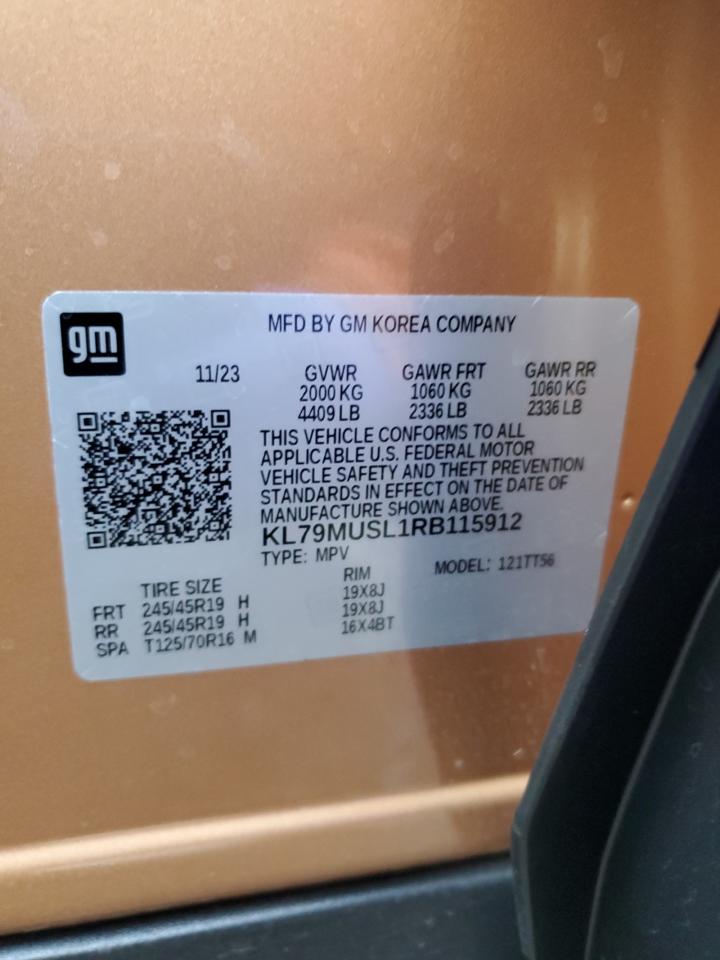 gm
MFD BY GM KOREA COMPANY
11/23 GVWR GAWR FRT GAWR RR
2000 KG 1060 KG 1060 KG
4409 LB 2336 LB 2336 LB
THIS VEHICLE CONFORMS TO ALL
APPLICABLE U.S. FEDERAL MOTOR
VEHICLE SAFETY AND THEFT PREVENTION
STANDARDS IN EFFECT ON THE DATE OF
MANUFACTURE SHOWN ABOVE.
KL79MUSL1RB115912
TYPE: MPV MODEL: 121TT56
TIRE SIZE RIM
FRT 245/45R19 H 19X8J
RR 245/45R19 H 19X8J
SPA T125/70R16 M 16X4BT